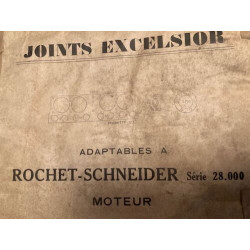 JOINTS EXCELSIOR
ADAPTABLES A
ROCHET-SCHNEIDER Série 28.000
MOTEUR